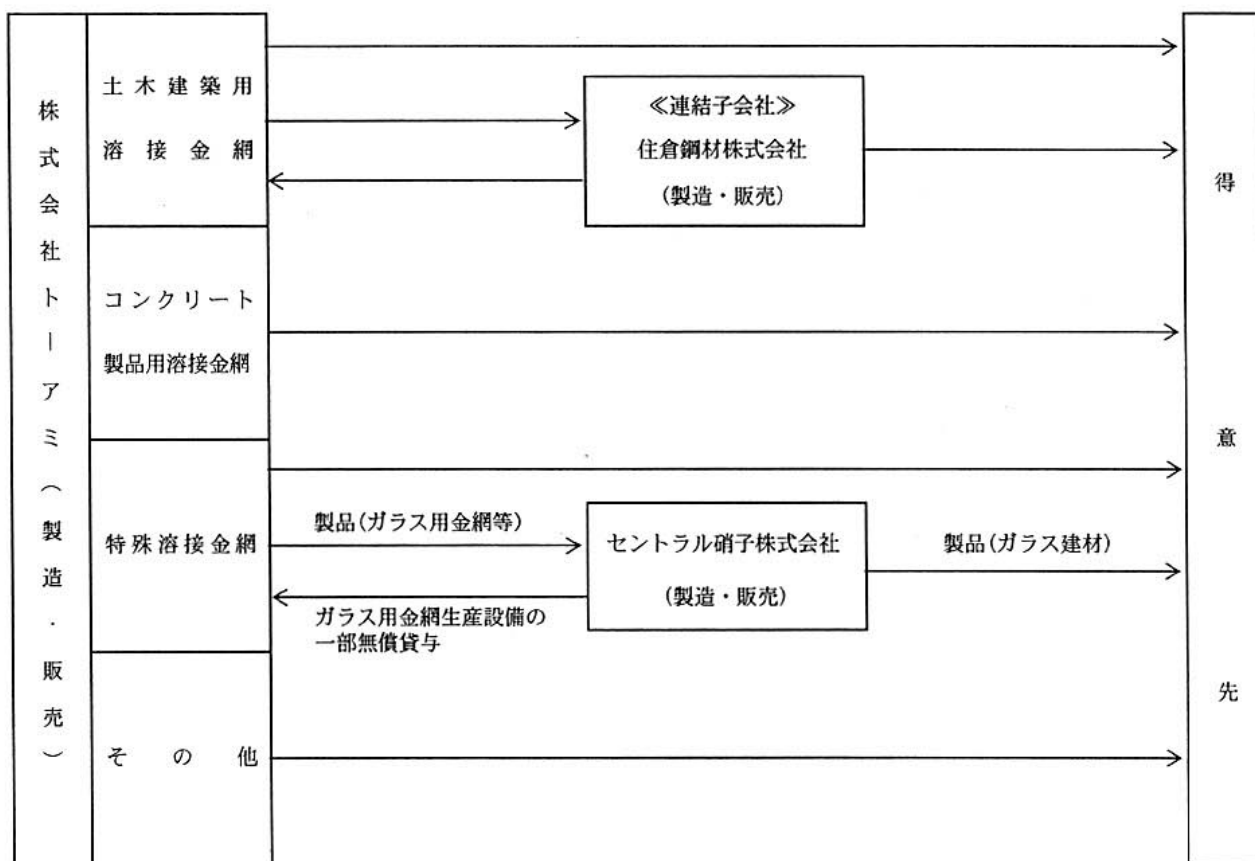 株式会社トーアミ（製造・販売）
土木建築用
溶接金網
≪連結子会社≫
住倉鋼材株式会社
(製造・販売)
コンクリート
製品用溶接金網
特殊溶接金網
製品(ガラス用金網等)
ガラス用金網生産設備の
一部無償貸与
セントラル硝子株式会社
(製造・販売)
製品(ガラス建材)
その他
得意先